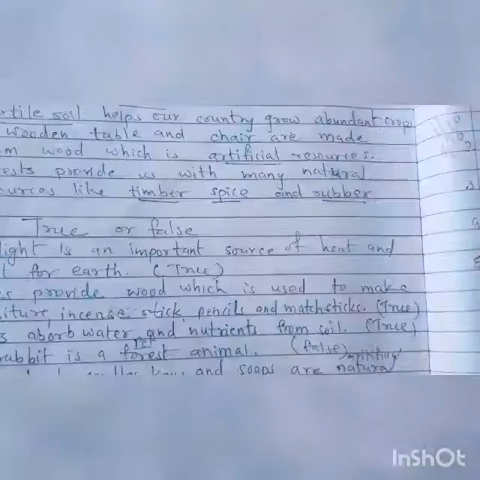 tile soil helps our country grow abundant crop
wooden table and chair are made
m wood which is artificial resources.
ests provide us with many natural
ources like timber spice and rubber
True or false
light is an important source of heat and
t for earth. (True)
s provide wood which is used to make
iture, incense stick, pencils and matchsticks. (True)
s aborb water and nutrients from soil. (True)
pet
rabbit is a forest animal. (false)
and soaps are natural
InShOt